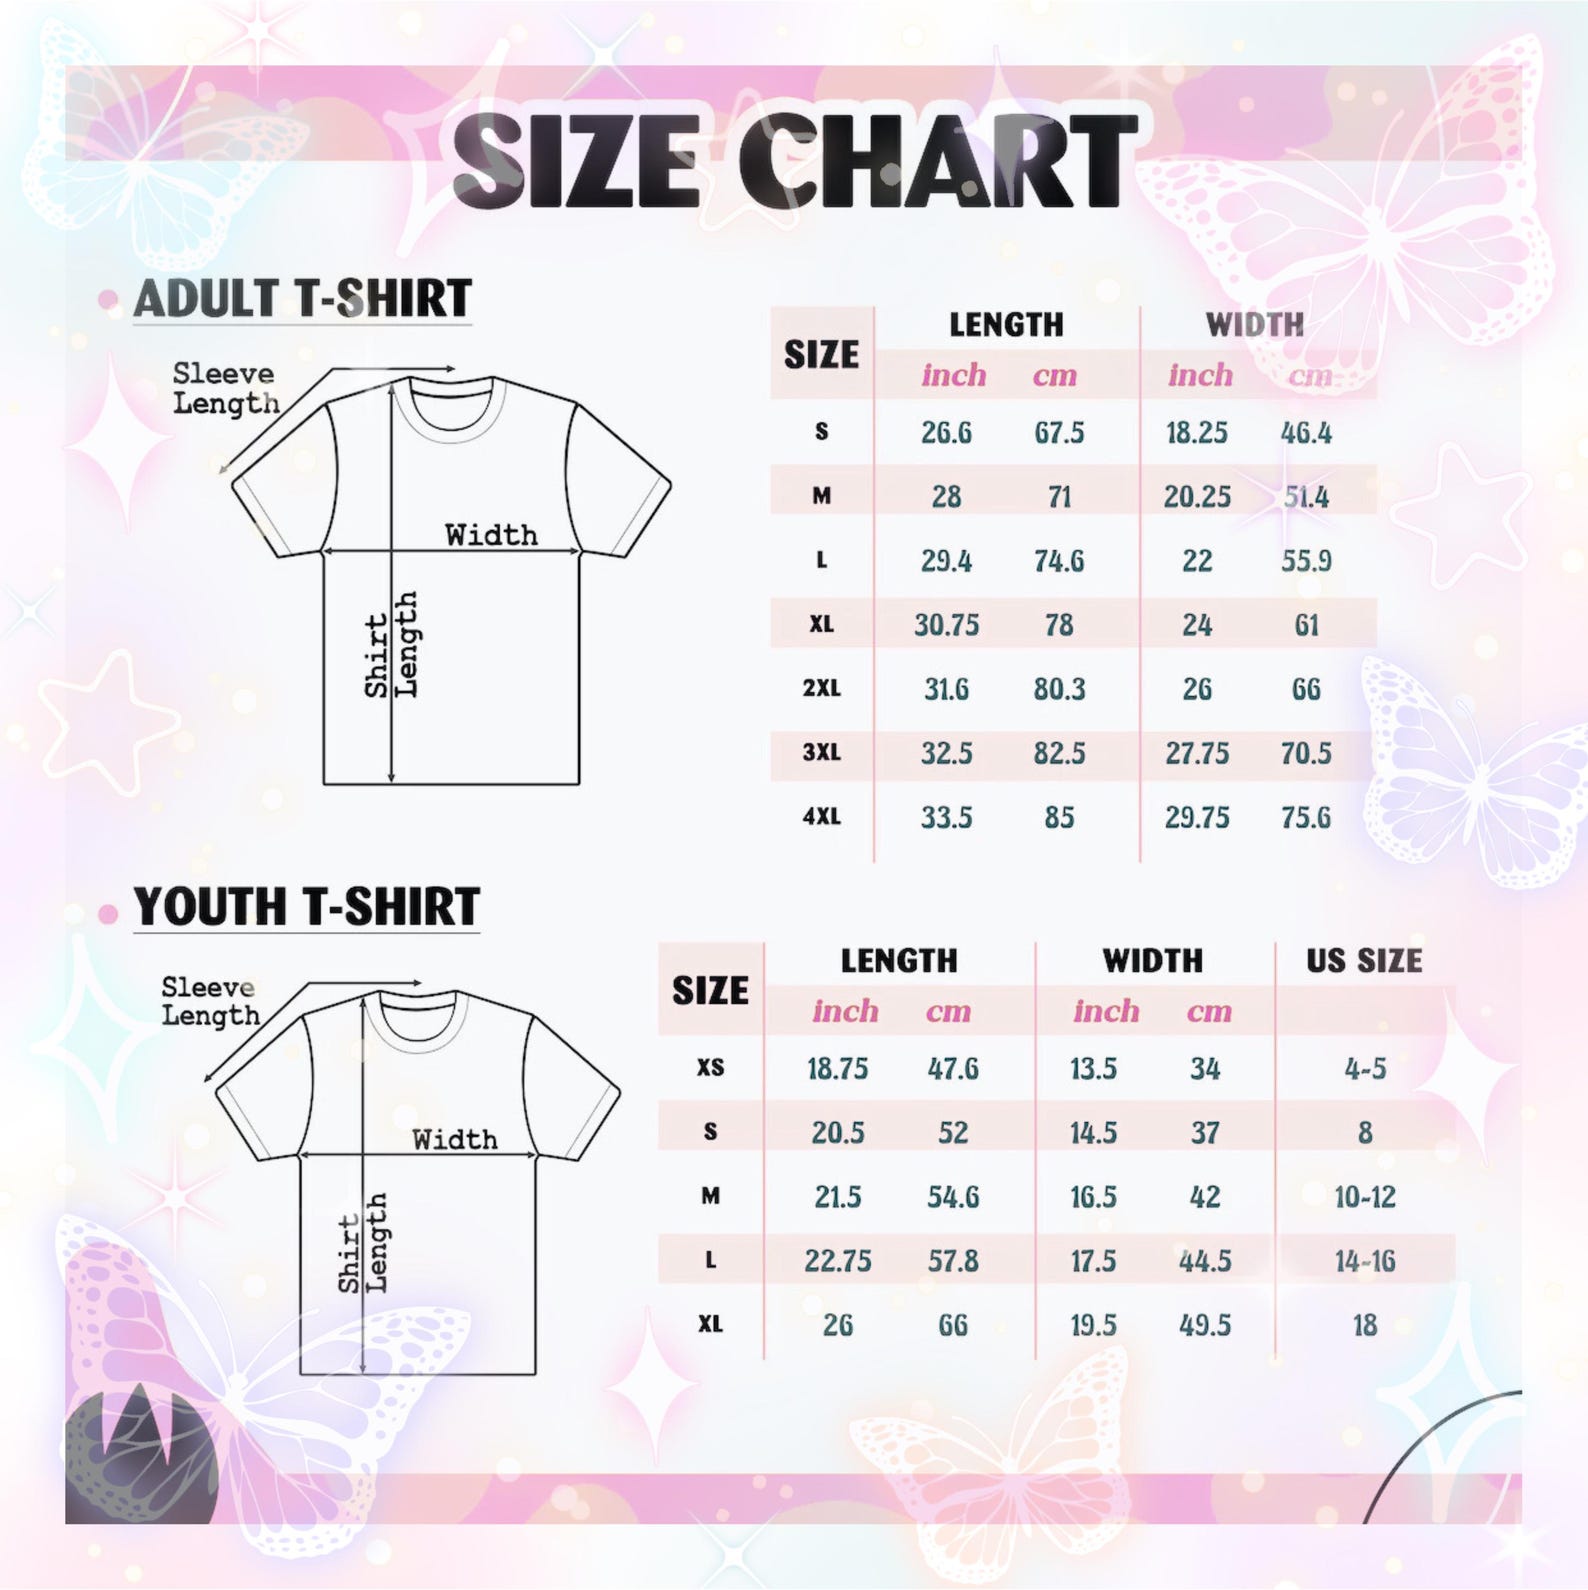 SIZE CHART
ADULT T-SHIRT
Sleeve
Length
Width
Shirt
Length
SIZE LENGTH WIDTH
inch cm inch cm
S 26.6 67.5 18.25 46.4
M 28 71 20.25 51.4
L 29.4 74.6 22 55.9
XL 30.75 78 24 61
2XL 31.6 80.3 26 66
3XL 32.5 82.5 27.75 70.5
4XL 33.5 85 29.75 75.6
YOUTH T-SHIRT
Sleeve
Length
Width
Shirt
Length
SIZE LENGTH WIDTH US SIZE
inch cm inch cm
XS 18.75 47.6 13.5 34 4-5
S 20.5 52 14.5 37 8
M 21.5 54.6 16.5 42 10-12
L 22.75 57.8 17.5 44.5 14-16
XL 26 66 19.5 49.5 18